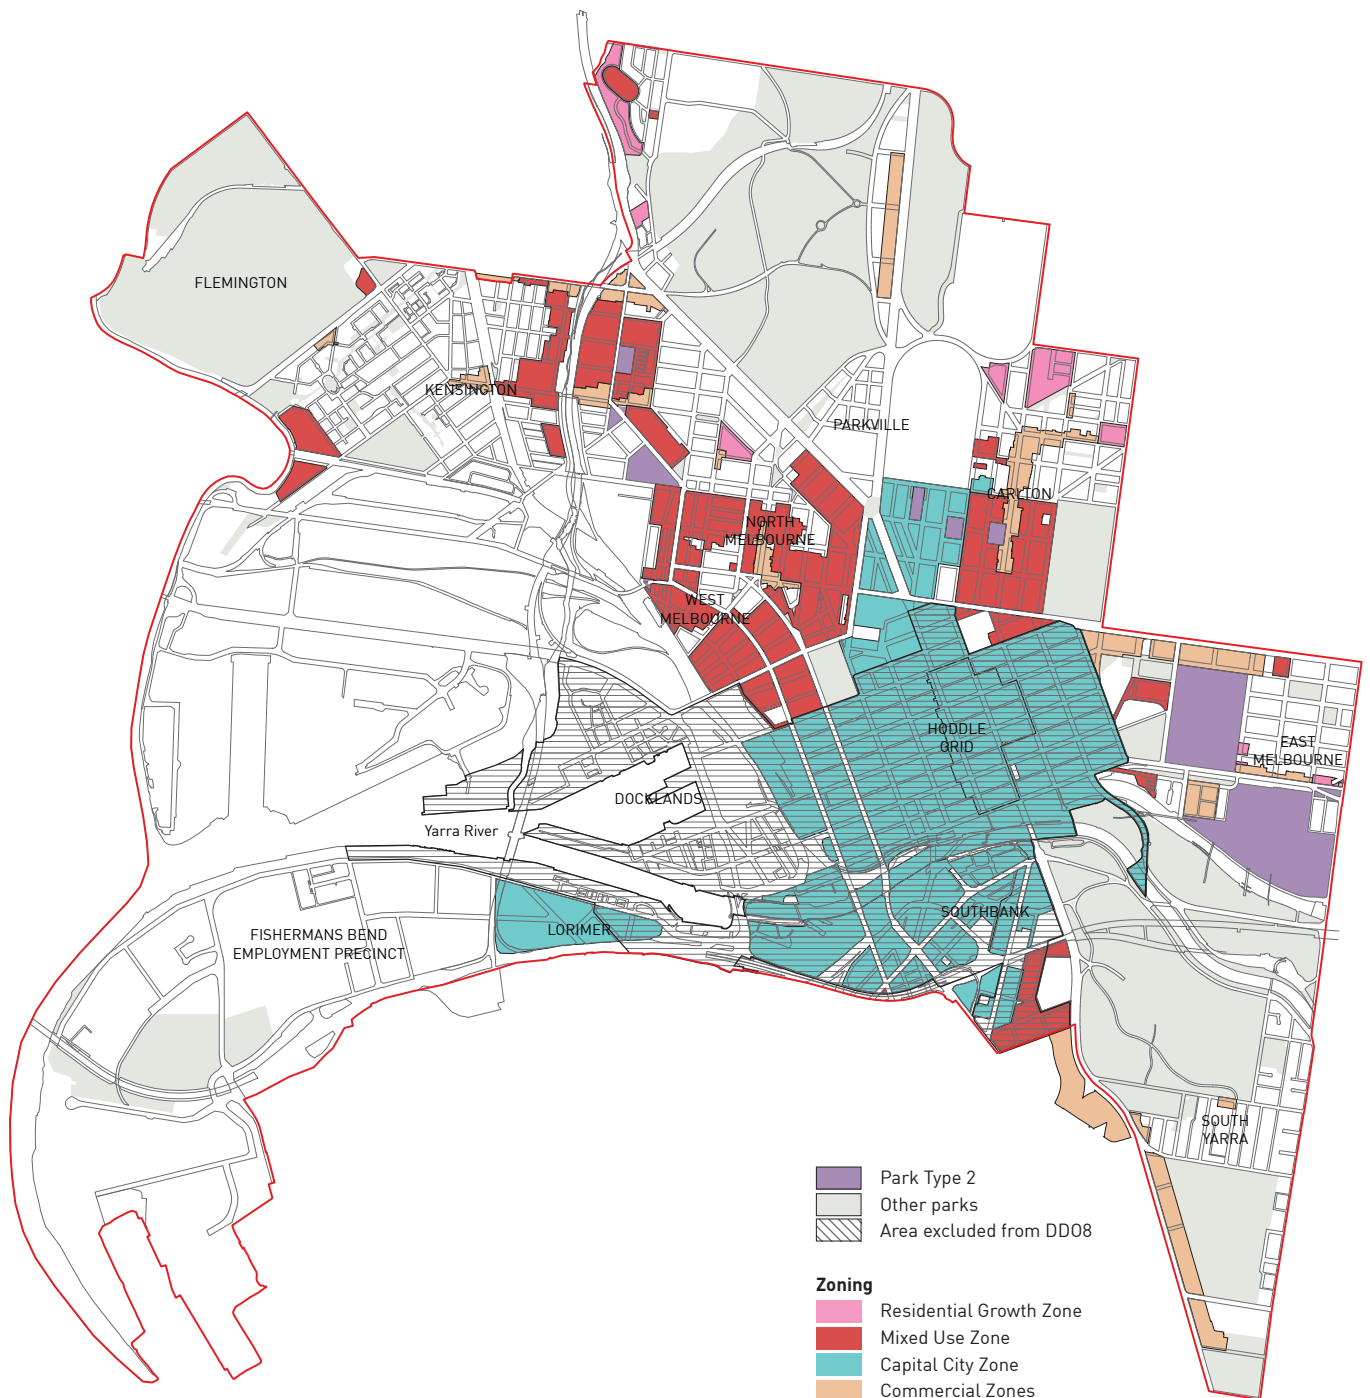 FLEMINGTON
KENSINGTON
PARKVILLE
CARLTON
NORTH
MELBOURNE
WEST
MELBOURNE
HODDLE
GRID
EAST
MELBOURNE
DOCKLANDS
Yarra River
SOUTHBANK
LORIMER
FISHERMANS BEND
EMPLOYMENT PRECINCT
SOUTH
YARRA
Park Type 2
Other parks
Area excluded from DDO8
Zoning
Residential Growth Zone
Mixed Use Zone
Capital City Zone
Commercial Zones